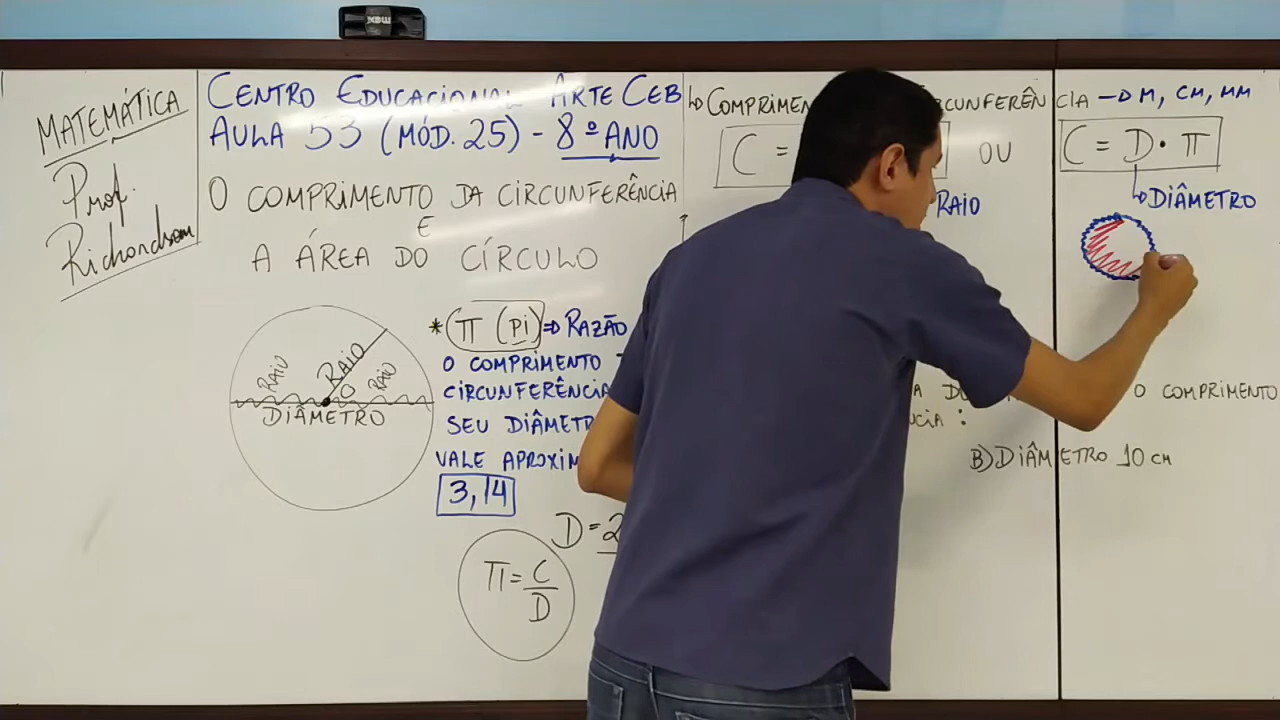 MATEMÁTICA
Prof.
Richardson
CENTRO EDUCACIONAL ARTE CEB
AULA 53 (MÓD. 25) - 8º ANO
O COMPRIMENTO DA CIRCUNFERÊNCIA
E
A ÁREA DO CÍRCULO
RAIO
RAIO
RAIO
O
DIÂMETRO
* π (pi) ⇒ RAZÃO
O COMPRIMENTO
CIRCUNFERÊNCIA
SEU DIÂMETR
VALE APROXIM
3,14
D = 2
π = C/D
↳ COMPRIMEN CUNFERÊNCIA → M, CM, MM
C = OU C = D · π
RAIO
↳ DIÂMETRO
O COMPRIMENTO
B) DIÂMETRO 10 CM